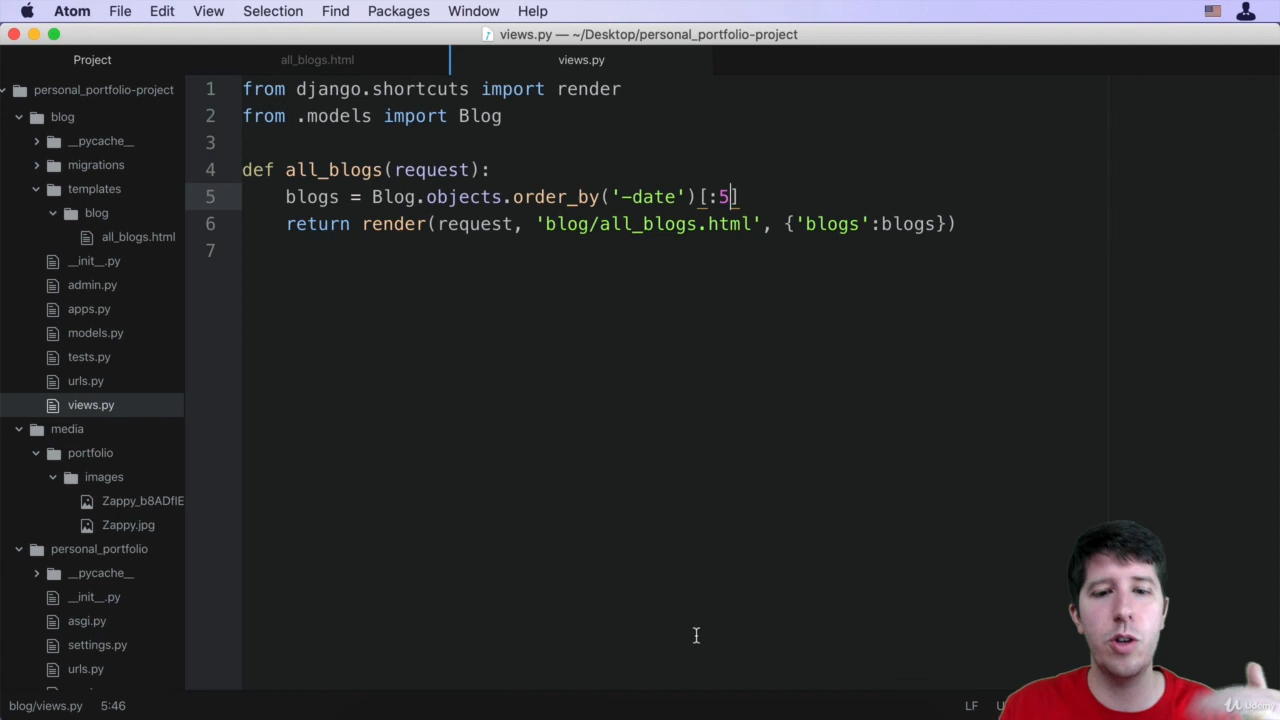 Atom File Edit View Selection Find Packages Window Help
views.py — ~/Desktop/personal_portfolio-project
Project
all_blogs.html
views.py
personal_portfolio-project
blog
__pycache__
migrations
templates
blog
all_blogs.html
__init__.py
admin.py
apps.py
models.py
tests.py
urls.py
views.py
media
portfolio
images
Zappy_b8ADfIE
Zappy.jpg
personal_portfolio
__pycache__
__init__.py
asgi.py
settings.py
urls.py
1 from django.shortcuts import render
2 from .models import Blog
3
4 def all_blogs(request):
5 blogs = Blog.objects.order_by('-date')[:5]
6 return render(request, 'blog/all_blogs.html', {'blogs':blogs})
7
blog/views.py 5:46
LF
Udemy